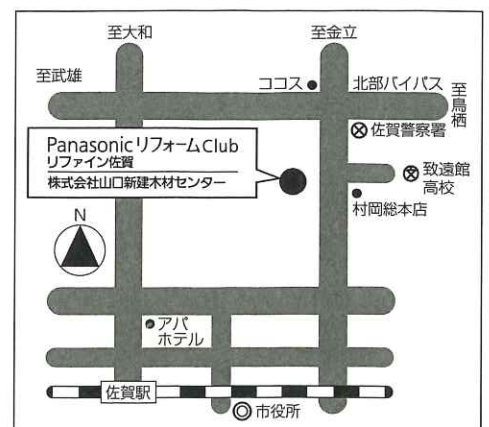 至大和
至金立
至武雄
ココス
北部バイパス
至鳥栖
佐賀警察署
PanasonicリフォームClub
リファイン佐賀
株式会社山口新建木材センター
致遠館
高校
村岡総本店
N
アパ
ホテル
佐賀駅
市役所